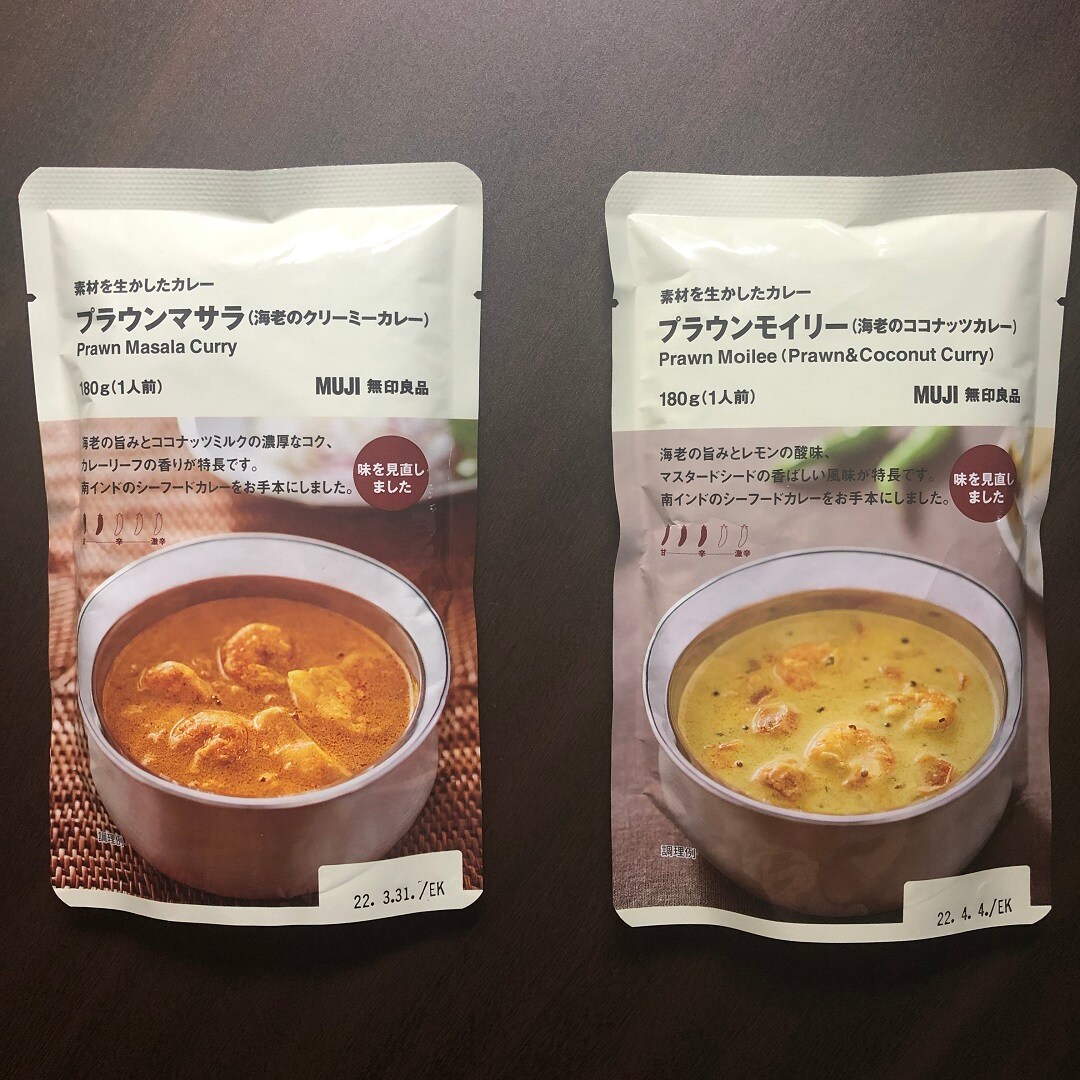 素材を生かしたカレー
プラウンマサラ(海老のクリーミーカレー)
Prawn Masala Curry
180g(1人前)
MUJI 無印良品
海老の旨みとココナッツミルクの濃厚なコク、
カレーリーフの香りが特長です。
南インドのシーフードカレーをお手本にしました。
味を見直し
ました
甘 辛 激辛
調理例
22. 3.31./EK
素材を生かしたカレー
プラウンモイリー(海老のココナッツカレー)
Prawn Moilee (Prawn&Coconut Curry)
180g(1人前)
MUJI 無印良品
海老の旨みとレモンの酸味、
マスタードシードの香ばしい風味が特長です。
南インドのシーフードカレーをお手本にしました。
味を見直し
ました
甘 辛 激辛
調理例
22. 4. 4./EK